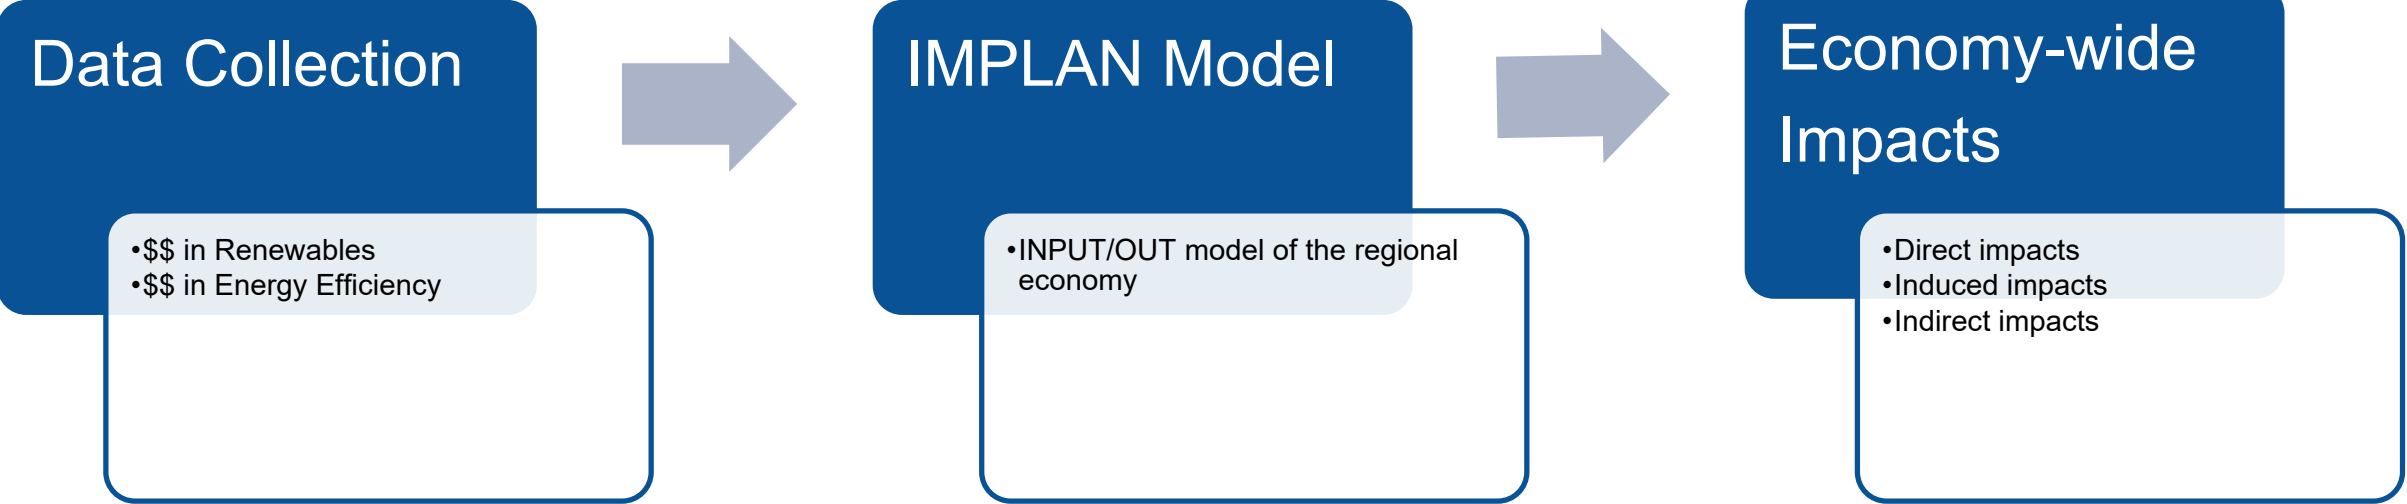 Data Collection
•$$ in Renewables
•$$ in Energy Efficiency
IMPLAN Model
•INPUT/OUT model of the regional
economy
Economy-wide
Impacts
•Direct impacts
•Induced impacts
•Indirect impacts